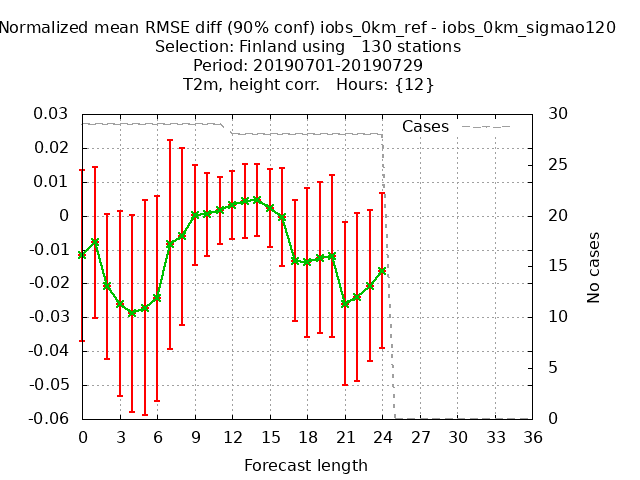 Normalized mean RMSE diff (90% conf) iobs_0km_ref - iobs_0km_sigmao120
Selection: Finland using 130 stations
Period: 20190701-20190729
T2m, height corr. Hours: {12}
0.03
0.02
0.01
0
-0.01
-0.02
-0.03
-0.04
-0.05
-0.06
Cases
30
25
20
15
10
5
0
No cases
0 3 6 9 12 15 18 21 24 27 30 33 36
Forecast length